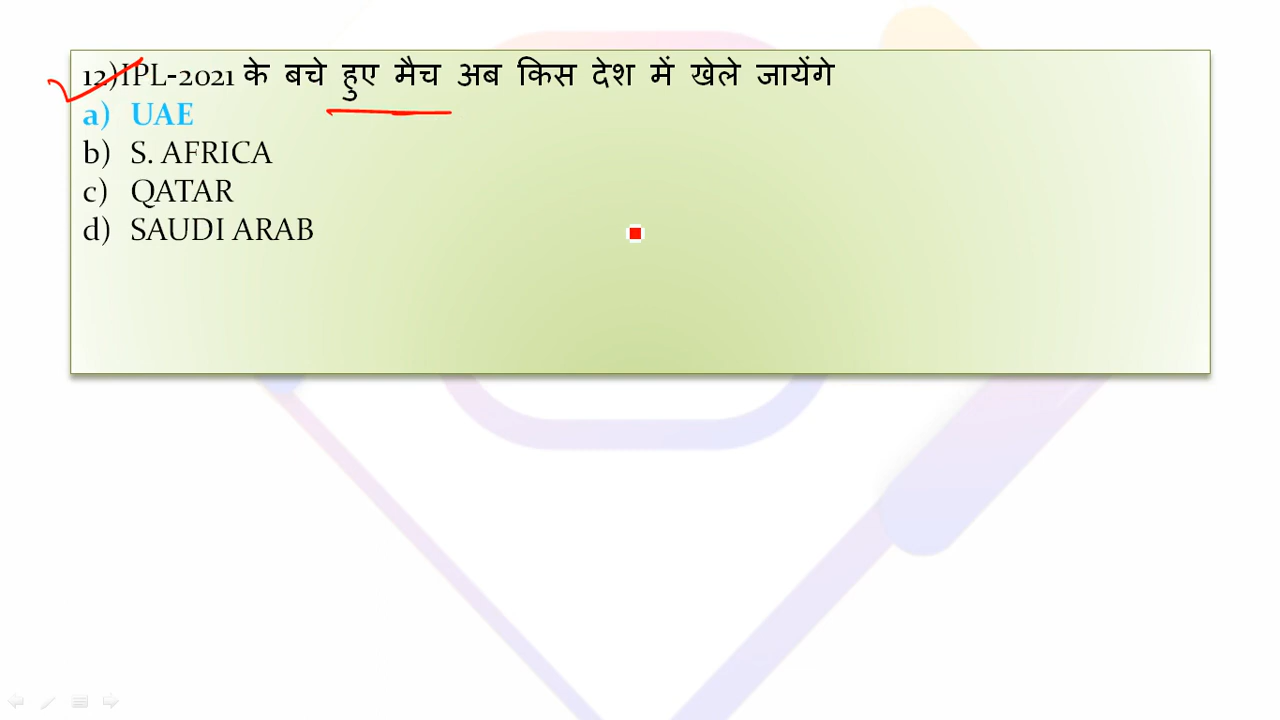 12)IPL-2021 के बचे हुए मैच अब किस देश में खेले जायेंगे
a) UAE
b) S. AFRICA
c) QATAR
d) SAUDI ARAB